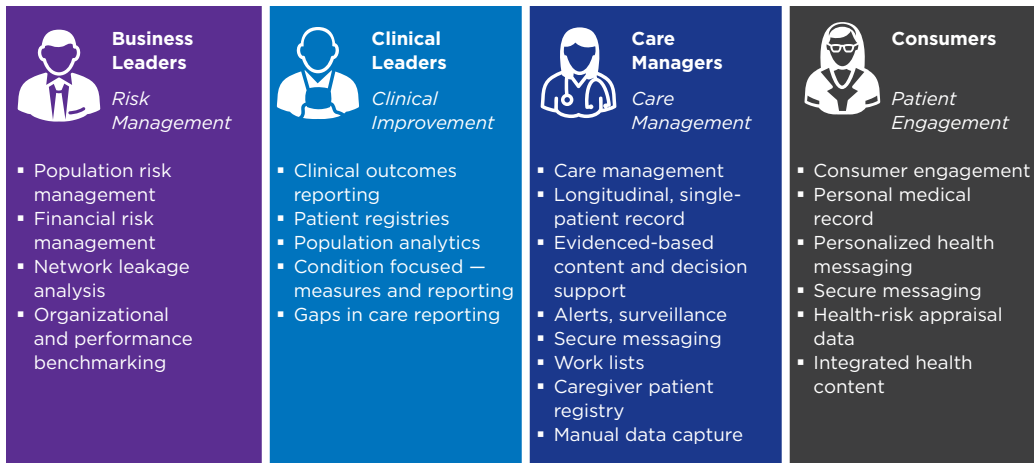 Business
Leaders
Risk
Management
▪ Population risk
management
▪ Financial risk
management
▪ Network leakage
analysis
▪ Organizational
and performance
benchmarking
Clinical
Leaders
Clinical
Improvement
▪ Clinical outcomes
reporting
▪ Patient registries
▪ Population analytics
▪ Condition focused —
measures and reporting
▪ Gaps in care reporting
Care
Managers
Care
Management
▪ Care management
▪ Longitudinal, single-
patient record
▪ Evidenced-based
content and decision
support
▪ Alerts, surveillance
▪ Secure messaging
▪ Work lists
▪ Caregiver patient
registry
▪ Manual data capture
Consumers
Patient
Engagement
▪ Consumer engagement
▪ Personal medical
record
▪ Personalized health
messaging
▪ Secure messaging
▪ Health-risk appraisal
data
▪ Integrated health
content